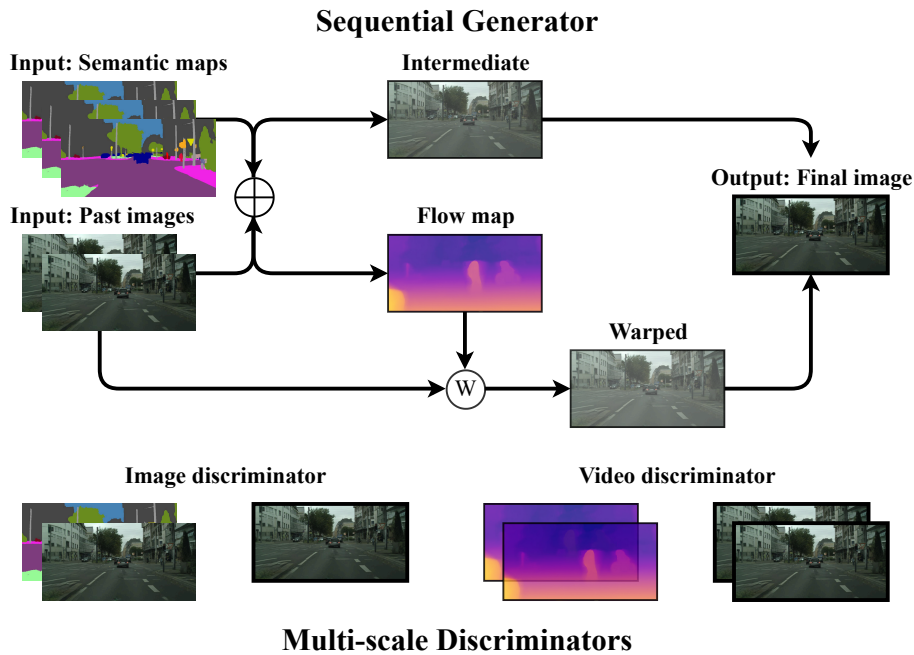 Sequential Generator
Input: Semantic maps
Intermediate
Output: Final image
Input: Past images
Flow map
Warped
W
Image discriminator
Video discriminator
Multi-scale Discriminators